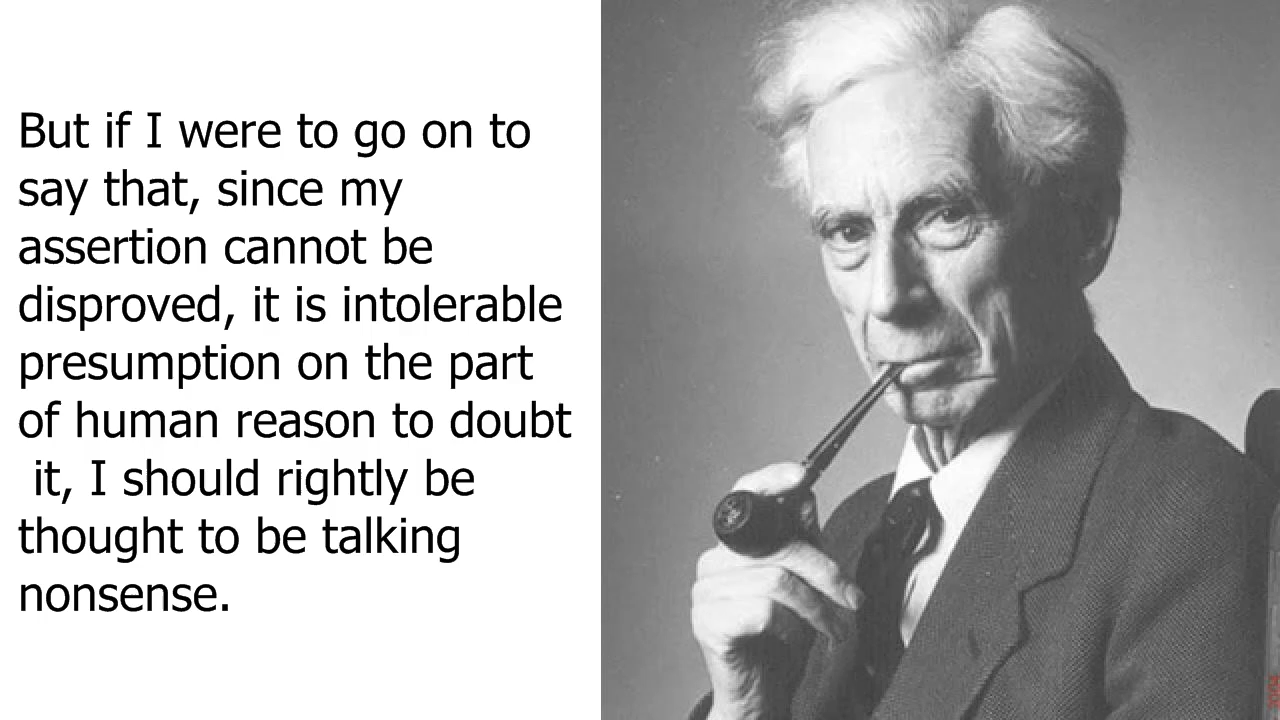 But if I were to go on to
say that, since my
assertion cannot be
disproved, it is intolerable
presumption on the part
of human reason to doubt
it, I should rightly be
thought to be talking
nonsense.